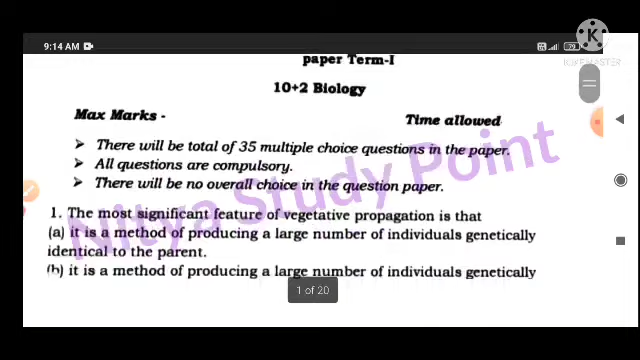 9:14 AM
79
K
KINEMASTER
paper Term-I
10+2 Biology
Max Marks -
Time allowed
➤ There will be total of 35 multiple choice questions in the paper.
➤ All questions are compulsory.
➤ There will be no overall choice in the question paper.
Nitya Study Point
1. The most significant feature of vegetative propagation is that
(a) it is a method of producing a large number of individuals genetically
identical to the parent.
(b) it is a method of producing a large number of individuals genetically
1 of 20